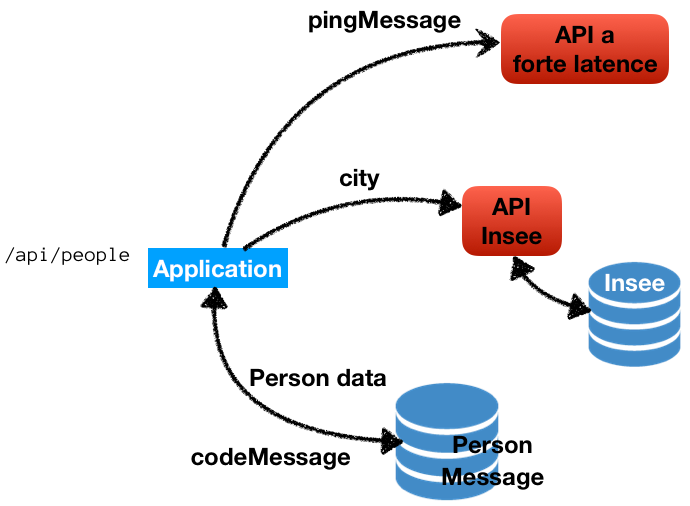 pingMessage
API a
forte latence
city
API
Insee
/api/people
Application
Insee
Person data
Person
Message
codeMessage